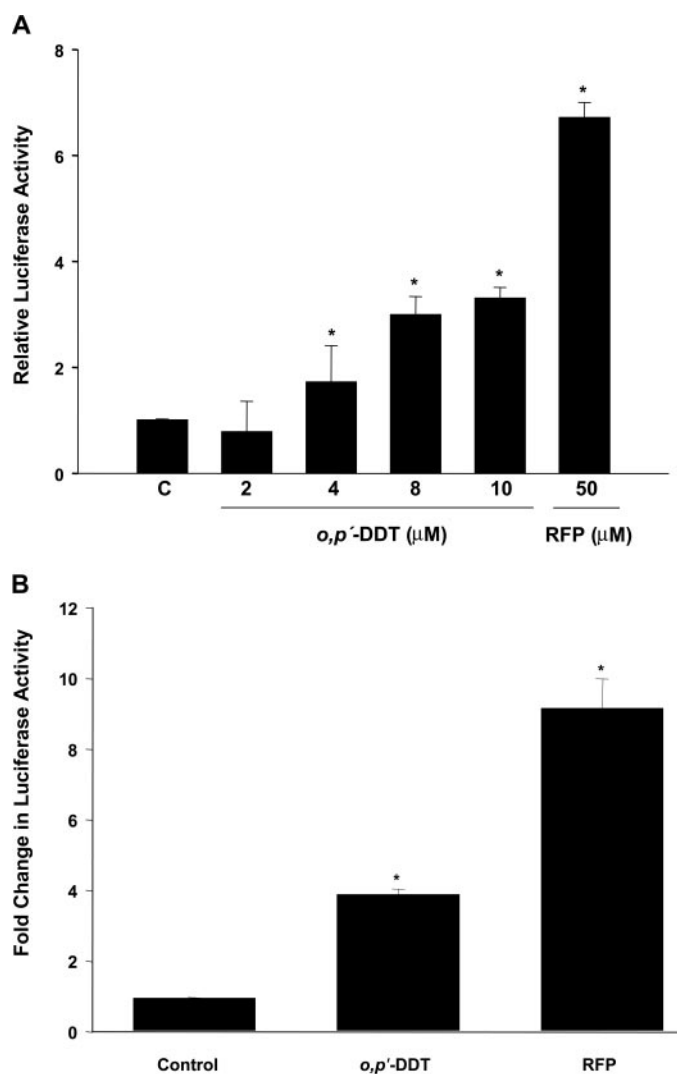 A
Relative Luciferase Activity
8
6
4
2
0
*
*
*
*
C 2 4 8 10 50
o,p´-DDT (µM) RFP (µM)
B
Fold Change in Luciferase Activity
12
10
8
6
4
2
0
*
*
Control o,p'-DDT RFP